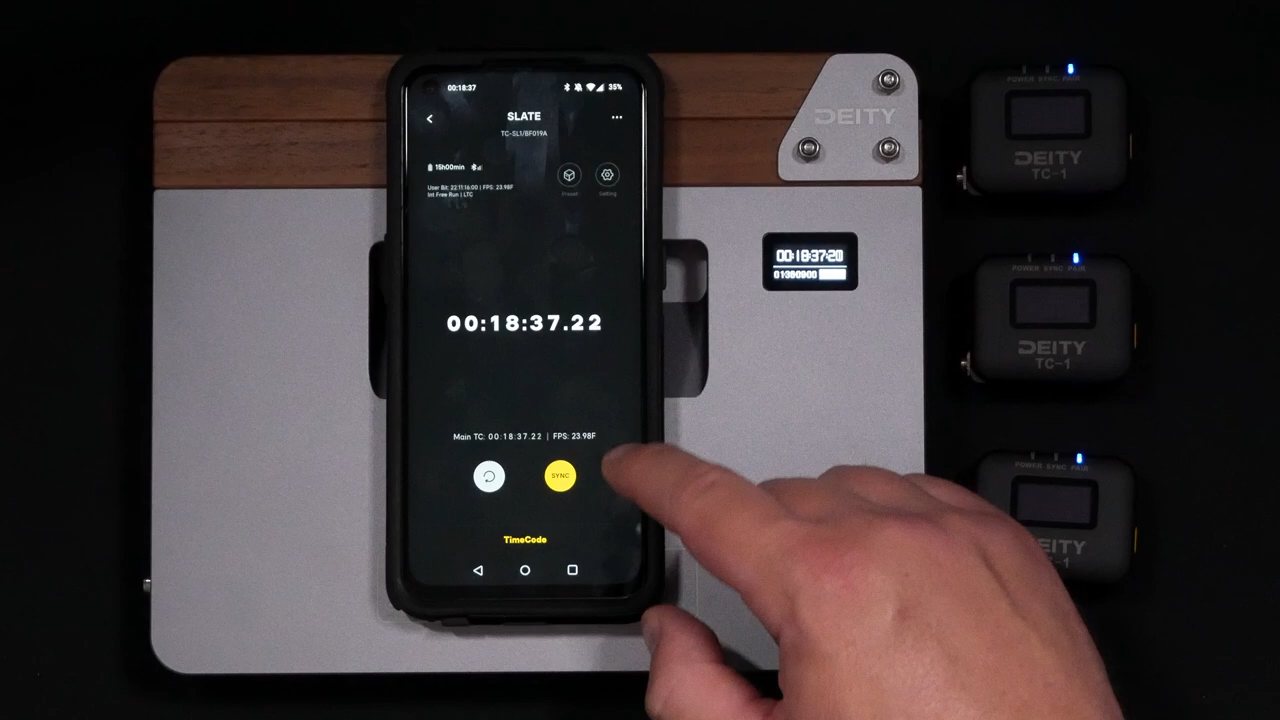 00:18:37
35%
SLATE
TC-SL1/BF019A
15h00min
User Bit: 22:11:16:00 | FPS: 23.98F
Int Free Run | LTC
Preset
Setting
00:18:37.22
Main TC: 00:18:37.22 | FPS: 23.98F
SYNC
TimeCode
DEITY
00:18:37:20
POWER SYNC PAIR
DEITY
TC-1
POWER SYNC PAIR
DEITY
TC-1
POWER SYNC PAIR